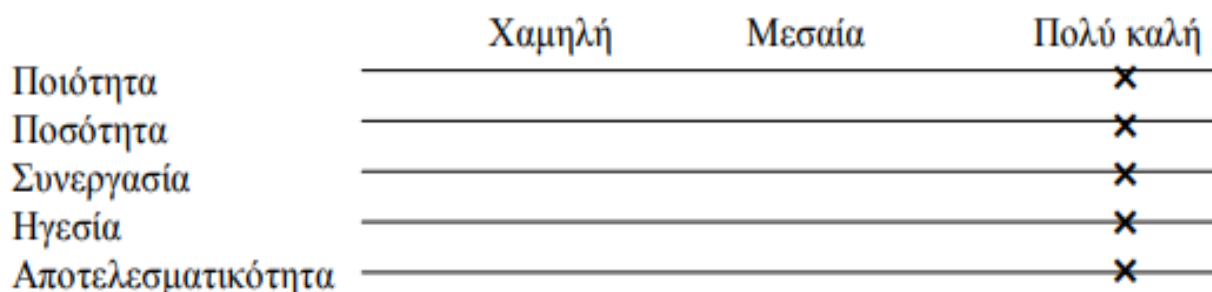 Χαμηλή Μεσαία Πολύ καλή
Ποιότητα
Ποσότητα
Συνεργασία
Ηγεσία
Αποτελεσματικότητα